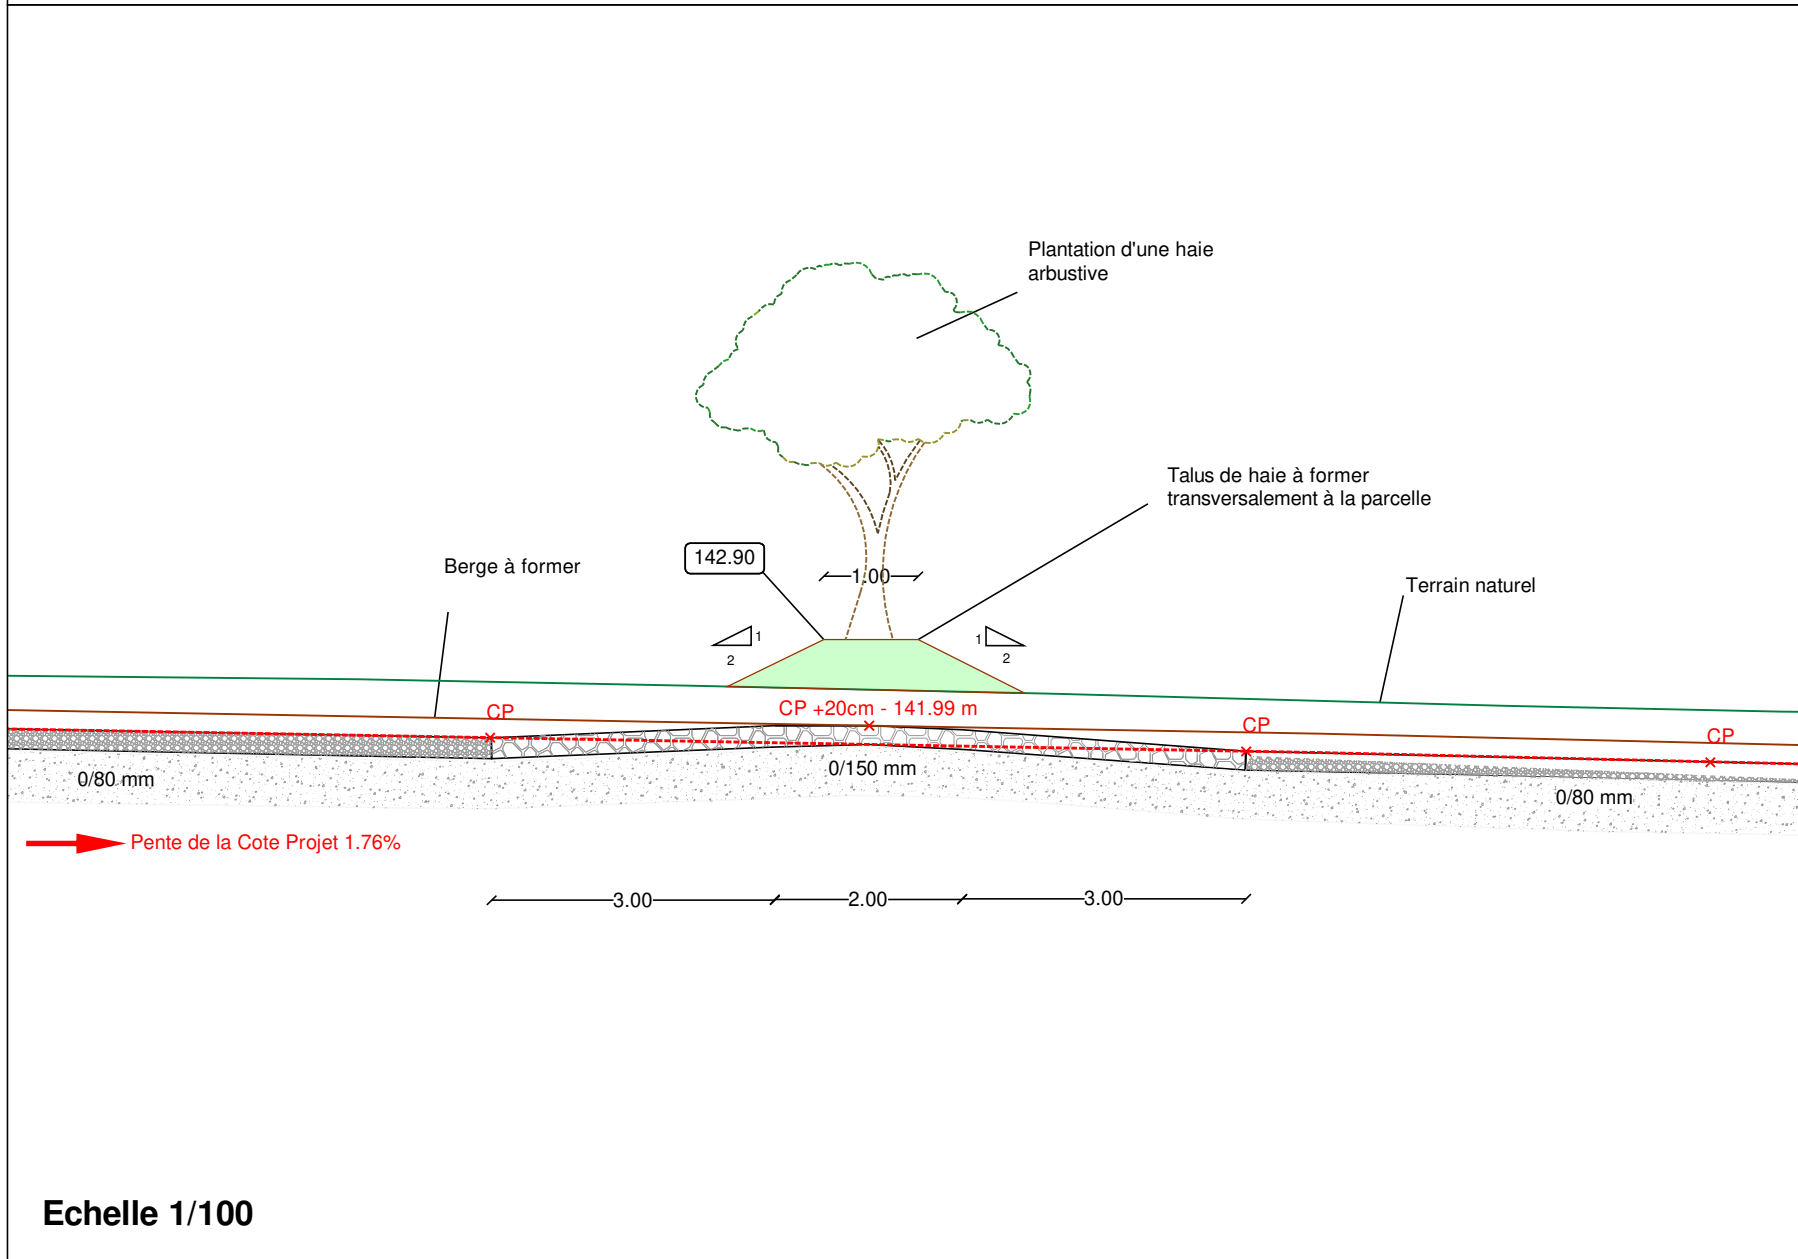 Plantation d'une haie
arbustive
Talus de haie à former
transversalement à la parcelle
142.90
Berge à former
1.00
Terrain naturel
1
2
1
2
CP
CP +20cm - 141.99 m
CP
CP
0/80 mm
0/150 mm
0/80 mm
Pente de la Cote Projet 1.76%
3.00
2.00
3.00
Echelle 1/100